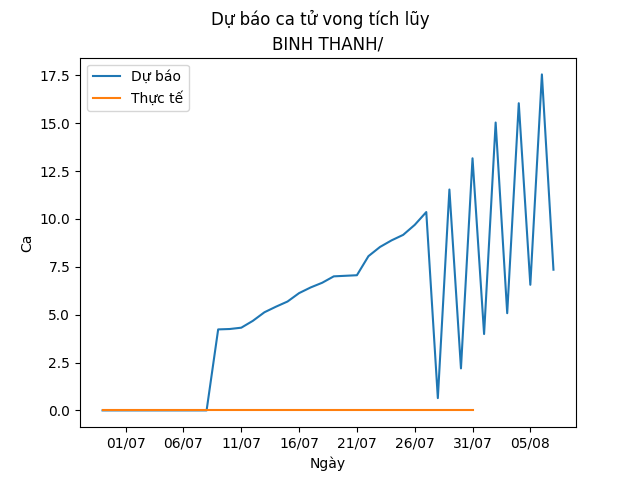 Dự báo ca tử vong tích lũy
BINH THANH/
Dự báo
Thực tế
17.5
15.0
12.5
10.0
7.5
5.0
2.5
0.0
Ca
01/07 06/07 11/07 16/07 21/07 26/07 31/07 05/08
Ngày